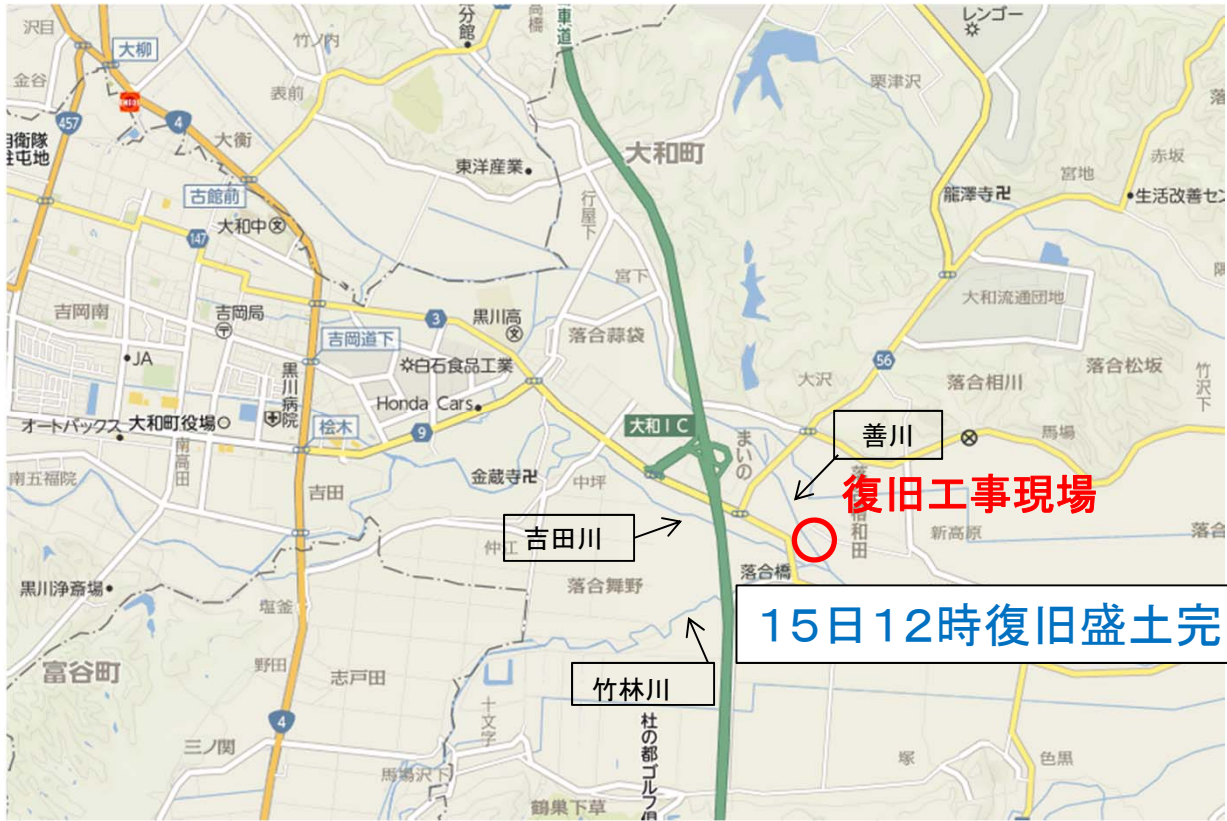 沢目
大柳
竹ノ内
分館
高橋
車道
レンゴー
金谷
表前
栗津沢
457
4
大衡
自衛隊
駐屯地
東洋産業
大和町
赤坂
宮地
古館前
行屋下
龍澤寺
生活改善セン
大和中
文
147
宮下
大和流通団地
吉岡南
吉岡局
3
黒川高
文
落合蒜袋
吉岡道下
56
JA
白石食品工業
大沢
落合相川
落合松坂
竹沢下
黒川病院
Honda Cars
オートバックス
大和町役場
桧木
9
大和IC
まいの
善川
馬場
南高田
南五福院
金蔵寺
中坪
復旧工事現場
吉田
吉田川
仲江
新高原
落合
落合橋
黒川浄斎場
塩釜
落合舞野
15日12時復旧盛土完
富谷町
野田
志戸田
竹林川
十文字
4
杜の都ゴルフ倶
三ノ関
馬場沢下
塚
色黒
鶴巣下草